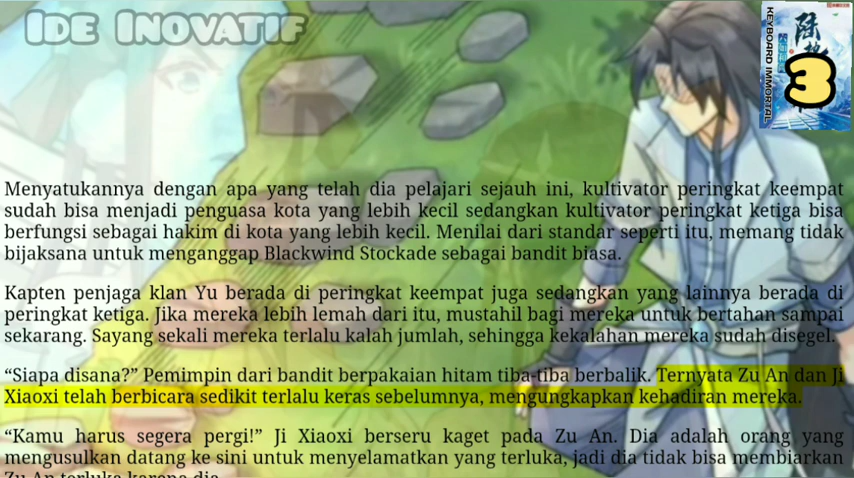 Ide Inovatif
KEYBOARD IMMORTAL
3
Menyatukannya dengan apa yang telah dia pelajari sejauh ini, kultivator peringkat keempat
sudah bisa menjadi penguasa kota yang lebih kecil sedangkan kultivator peringkat ketiga bisa
berfungsi sebagai hakim di kota yang lebih kecil. Menilai dari standar seperti itu, memang tidak
bijaksana untuk menganggap Blackwind Stockade sebagai bandit biasa.
Kapten penjaga klan Yu berada di peringkat keempat juga sedangkan yang lainnya berada di
peringkat ketiga. Jika mereka lebih lemah dari itu, mustahil bagi mereka untuk bertahan sampai
sekarang. Sayang sekali mereka terlalu kalah jumlah, sehingga kekalahan mereka sudah disegel.
“Siapa disana?” Pemimpin dari bandit berpakaian hitam tiba-tiba berbalik. Ternyata Zu An dan Ji
Xiaoxi telah berbicara sedikit terlalu keras sebelumnya, mengungkapkan kehadiran mereka.
“Kamu harus segera pergi!” Ji Xiaoxi berseru kaget pada Zu An. Dia adalah orang yang
mengusulkan datang ke sini untuk menyelamatkan yang terluka, jadi dia tidak bisa membiarkan
Zu An terluka karena dia